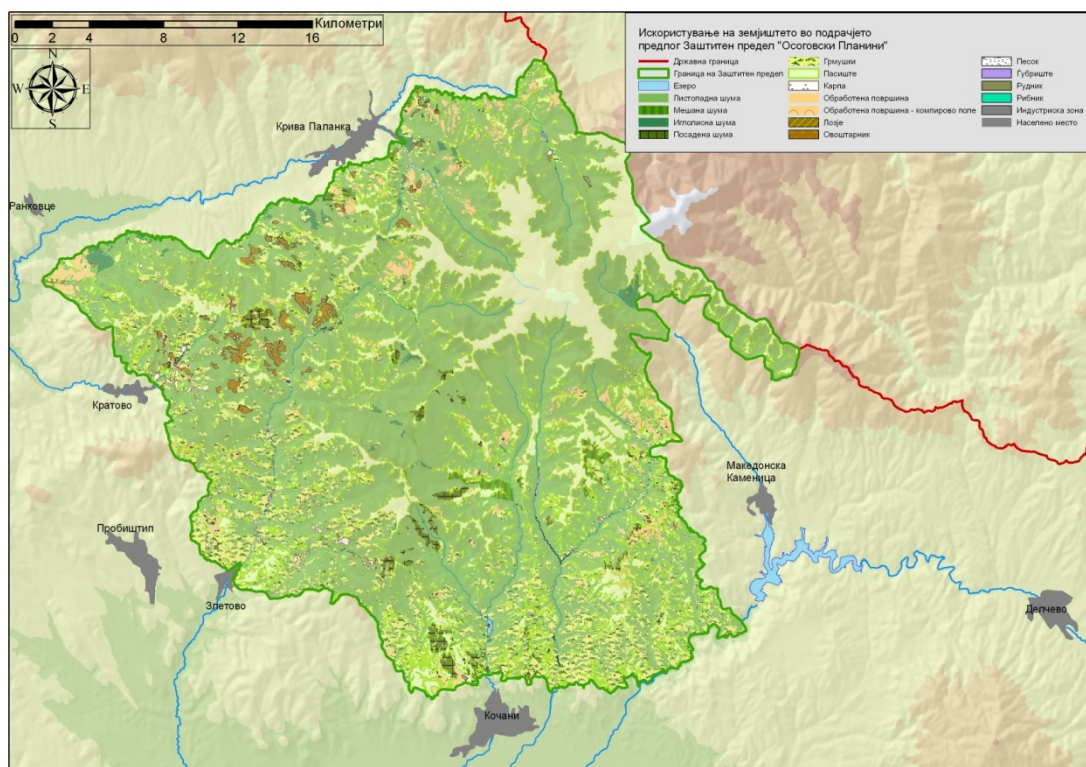 Километри
0 2 4 8 12 16
N
W E
S
Искористување на земјиштето во подрачјето
предлог Заштитен предел "Осоговски Планини"
Државна граница
Граница на Заштитен предел
Езеро
Листопадна шума
Мешана шума
Иглолисна шума
Посадена шума
Грмушки
Пасиште
Карпа
Обработена површина
Обработена површина - компирово поле
Лозје
Овоштарник
Песок
Ѓубриште
Рудник
Рибник
Индустриска зона
Населено место
Крива Паланка
Ранковце
Кратово
Македонска
Каменица
Пробиштип
Злетово
Делчево
Кочани